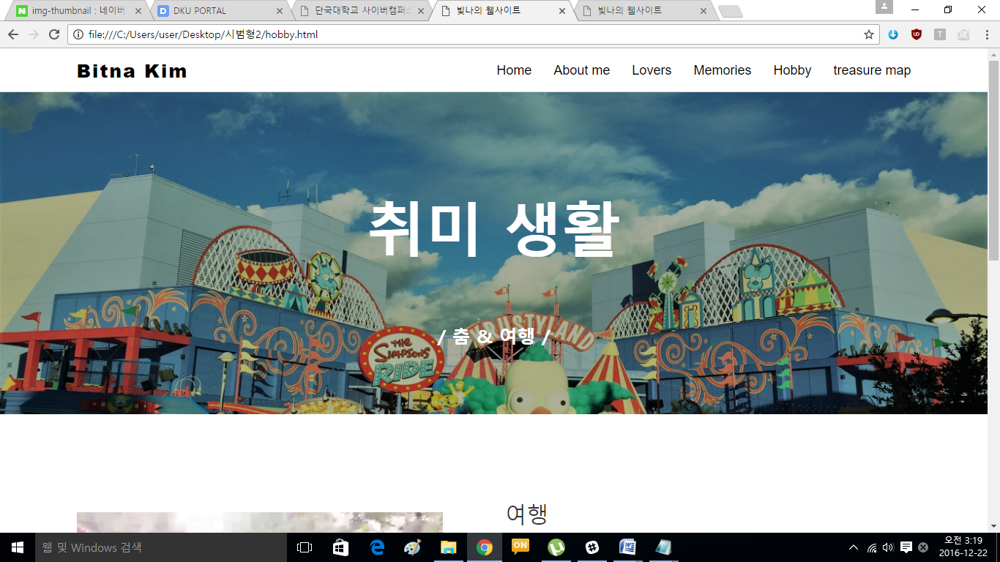 img-thumbnail : 네이버
DKU PORTAL
단국대학교 사이버캠퍼스
빛나의 웹사이트
빛나의 웹사이트
file:///C:/Users/user/Desktop/시범형2/hobby.html
Bitna Kim
Home
About me
Lovers
Memories
Hobby
treasure map
취미 생활
KRUSTYLAND
/ 춤 & 여행 /
THE
SIMPSONS
RIDE
여행
웹 및 Windows 검색
ON
오전 3:19
2016-12-22